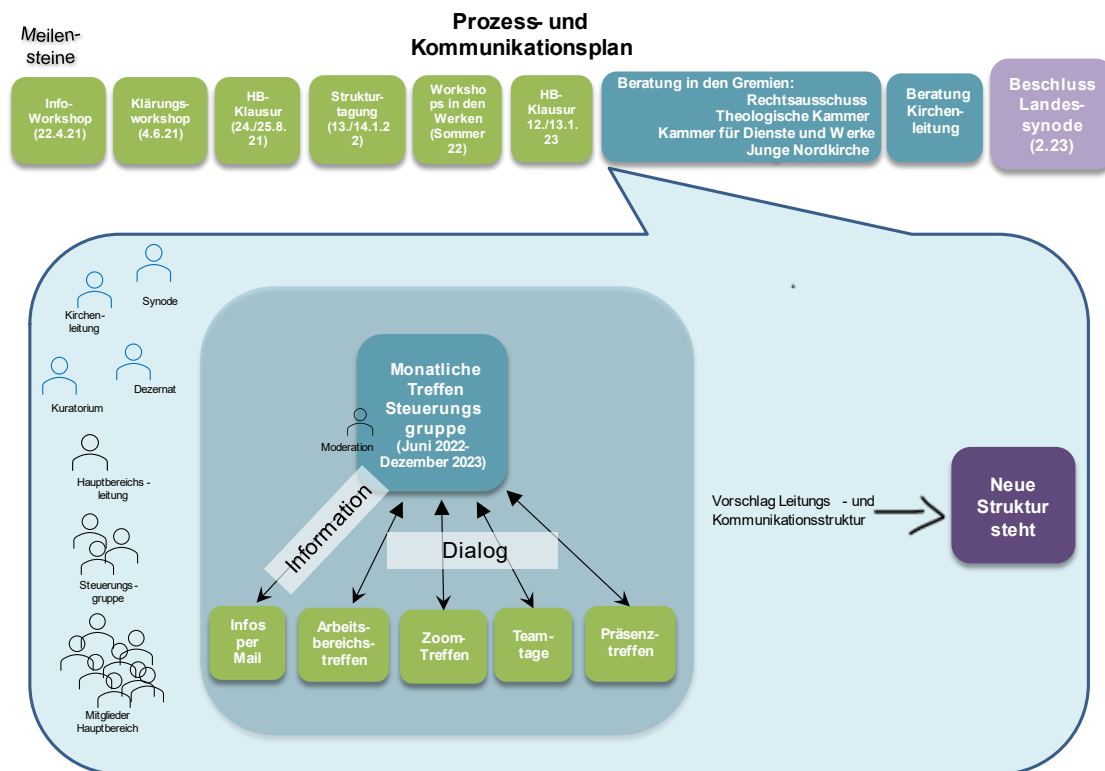 Prozess- und
Kommunikationsplan
Meilen-
steine
Info-
Workshop
(22.4.21)
Klärungs-
workshop
(4.6.21)
HB-
Klausur
(24./25.8.
21)
Struktur-
tagung
(13./14.1.2
2)
Worksho
ps in den
Werken
(Sommer
22)
HB-
Klausur
12./13.1.
23
Beratung in den Gremien:
Rechtsausschuss
Theologische Kammer
Kammer für Dienste und Werke
Junge Nordkirche
Beratung
Kirchen-
leitung
Beschluss
Landes-
synode
(2.23)
Synode
Kirchen-
leitung
Dezernat
Kuratorium
Hauptbereichs -
leitung
Steuerungs-
gruppe
Mitglieder
Hauptbereich
Monatliche
Treffen
Steuerungs
gruppe
(Juni 2022-
Dezember 2023)
Moderation
Information
Dialog
Infos
per
Mail
Arbeits-
bereichs-
treffen
Zoom-
Treffen
Team-
tage
Präsenz-
treffen
Vorschlag Leitungs - und
Kommunikationsstruktur
Neue
Struktur
steht